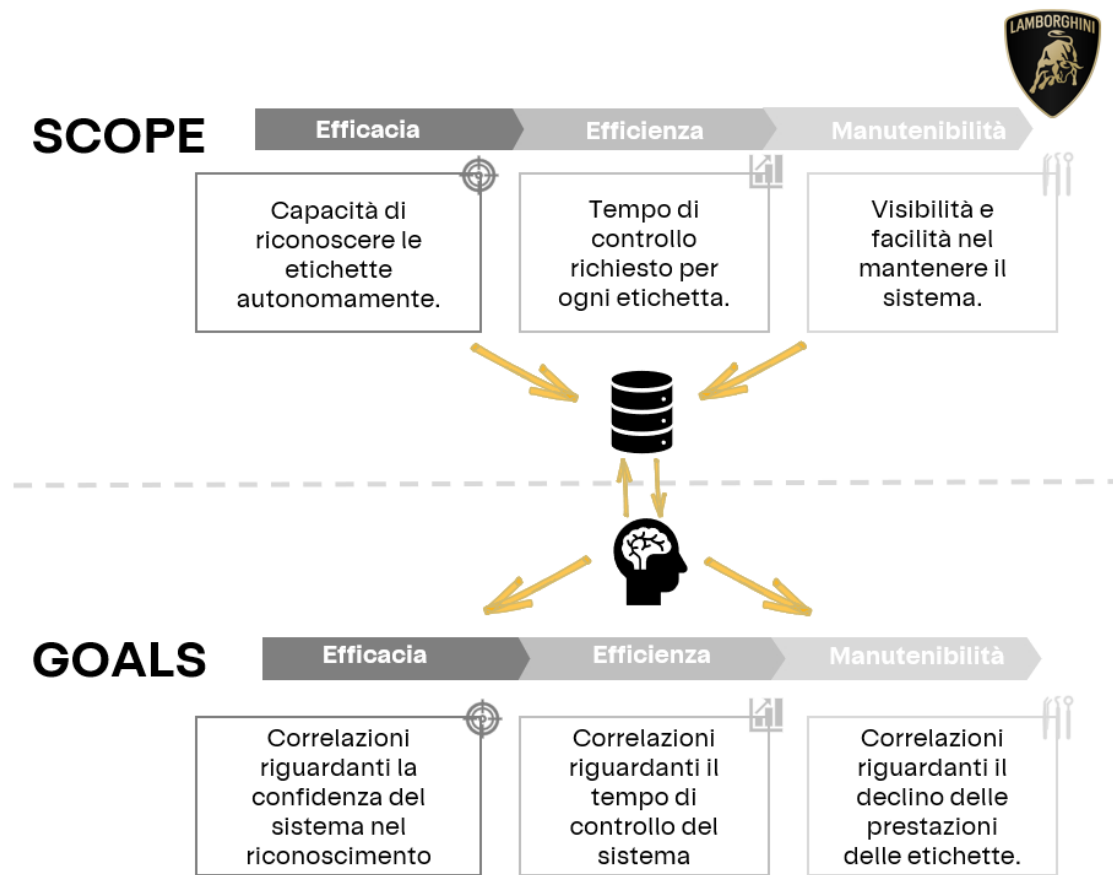 LAMBORGHINI
SCOPE
Efficacia
Efficienza
Manutenibilità
Capacità di
riconoscere le
etichette
autonomamente.
Tempo di
controllo
richiesto per
ogni etichetta.
Visibilità e
facilità nel
mantenere il
sistema.
GOALS
Efficacia
Efficienza
Manutenibilità
Correlazioni
riguardanti la
confidenza del
sistema nel
riconoscimento
Correlazioni
riguardanti il
tempo di
controllo del
sistema
Correlazioni
riguardanti il
declino delle
prestazioni
delle etichette.